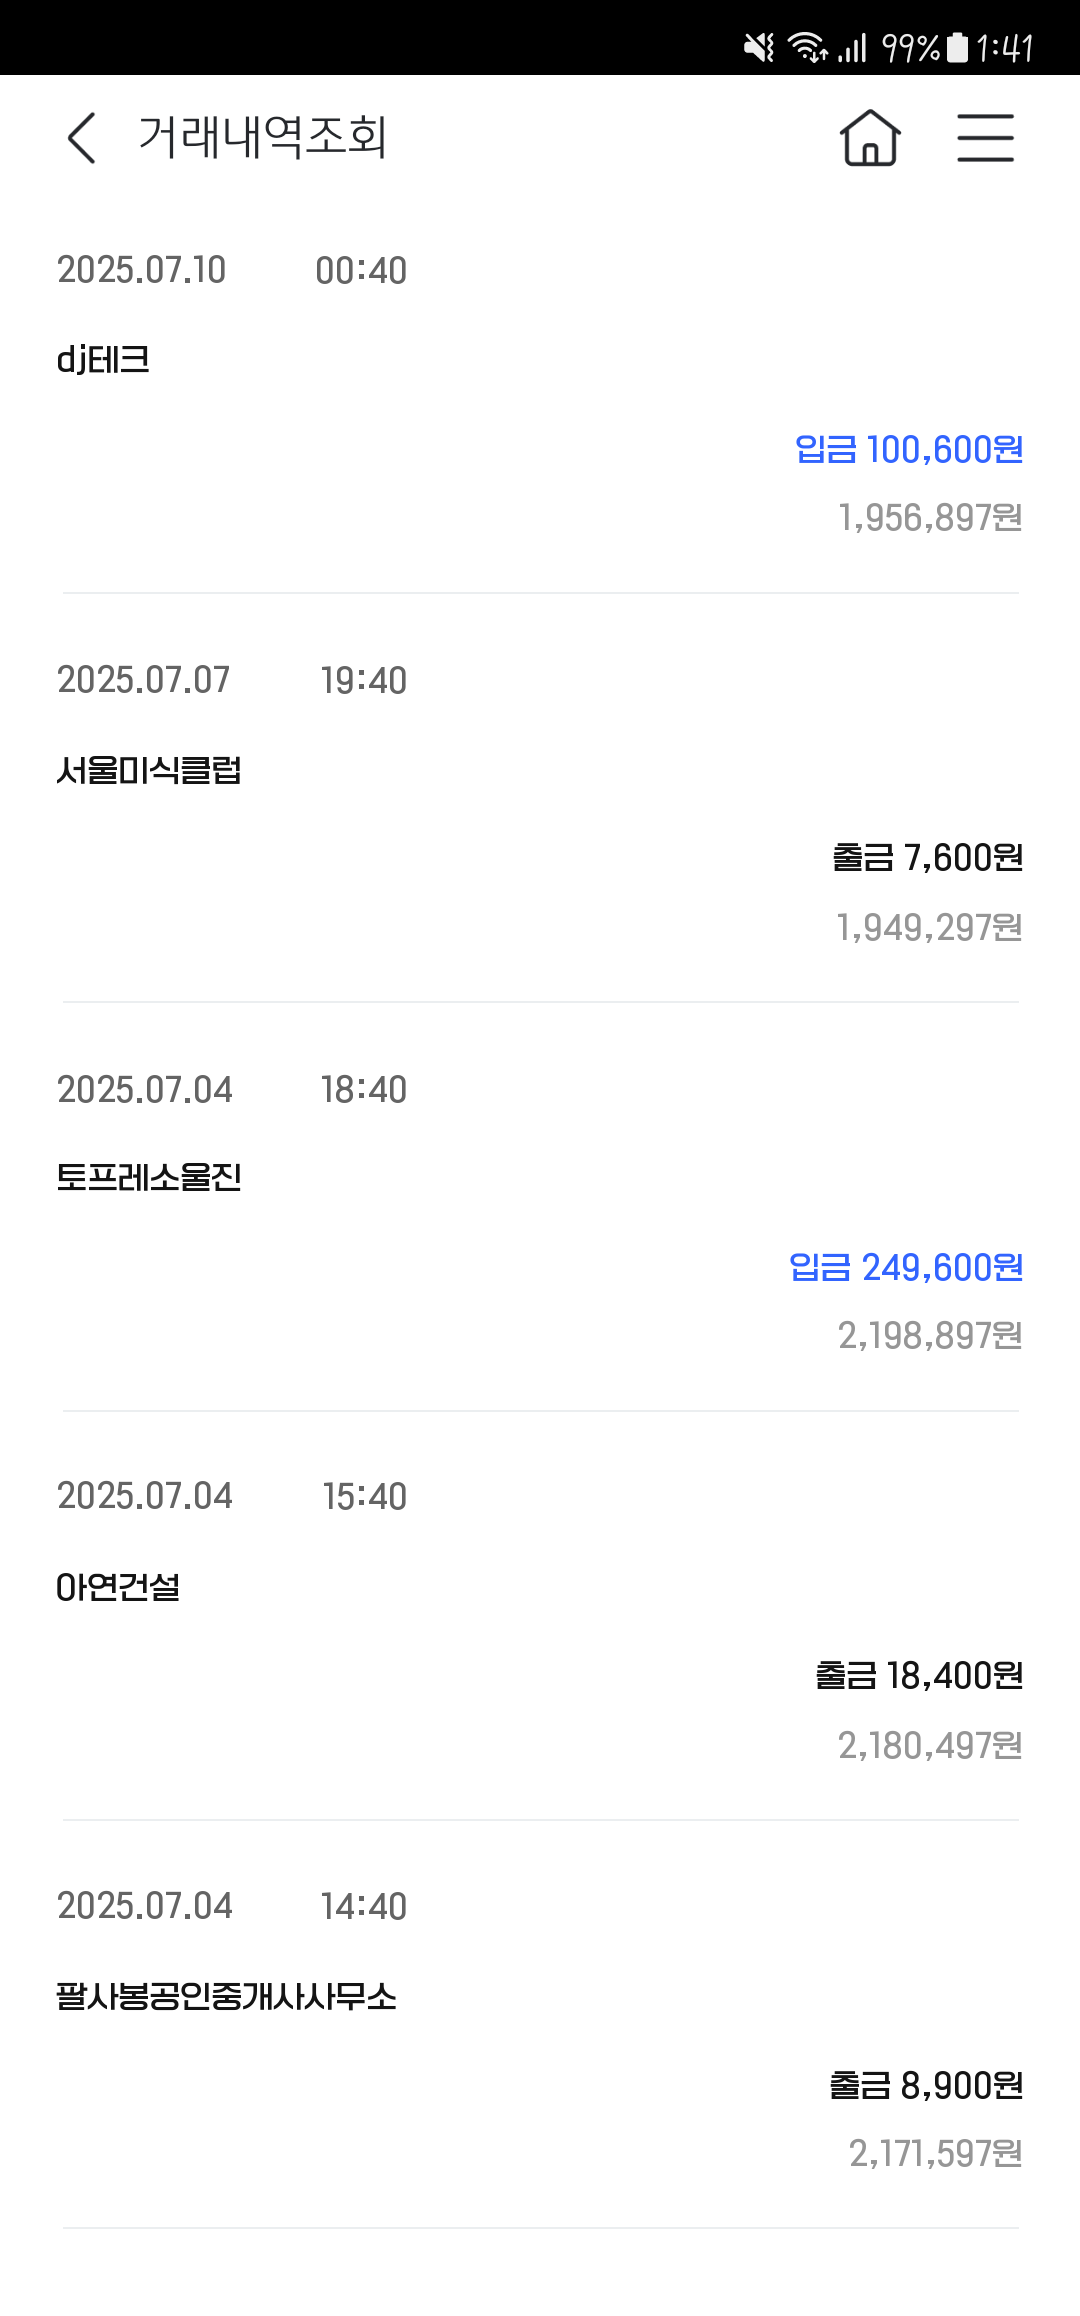 99% 1:41
거래내역조회
2025.07.10 00:40
dj테크
입금 100,600원
1,956,897원
2025.07.07 19:40
서울미식클럽
출금 7,600원
1,949,297원
2025.07.04 18:40
토프레소울진
입금 249,600원
2,198,897원
2025.07.04 15:40
아연건설
출금 18,400원
2,180,497원
2025.07.04 14:40
팔사봉공인중개사사무소
출금 8,900원
2,171,597원